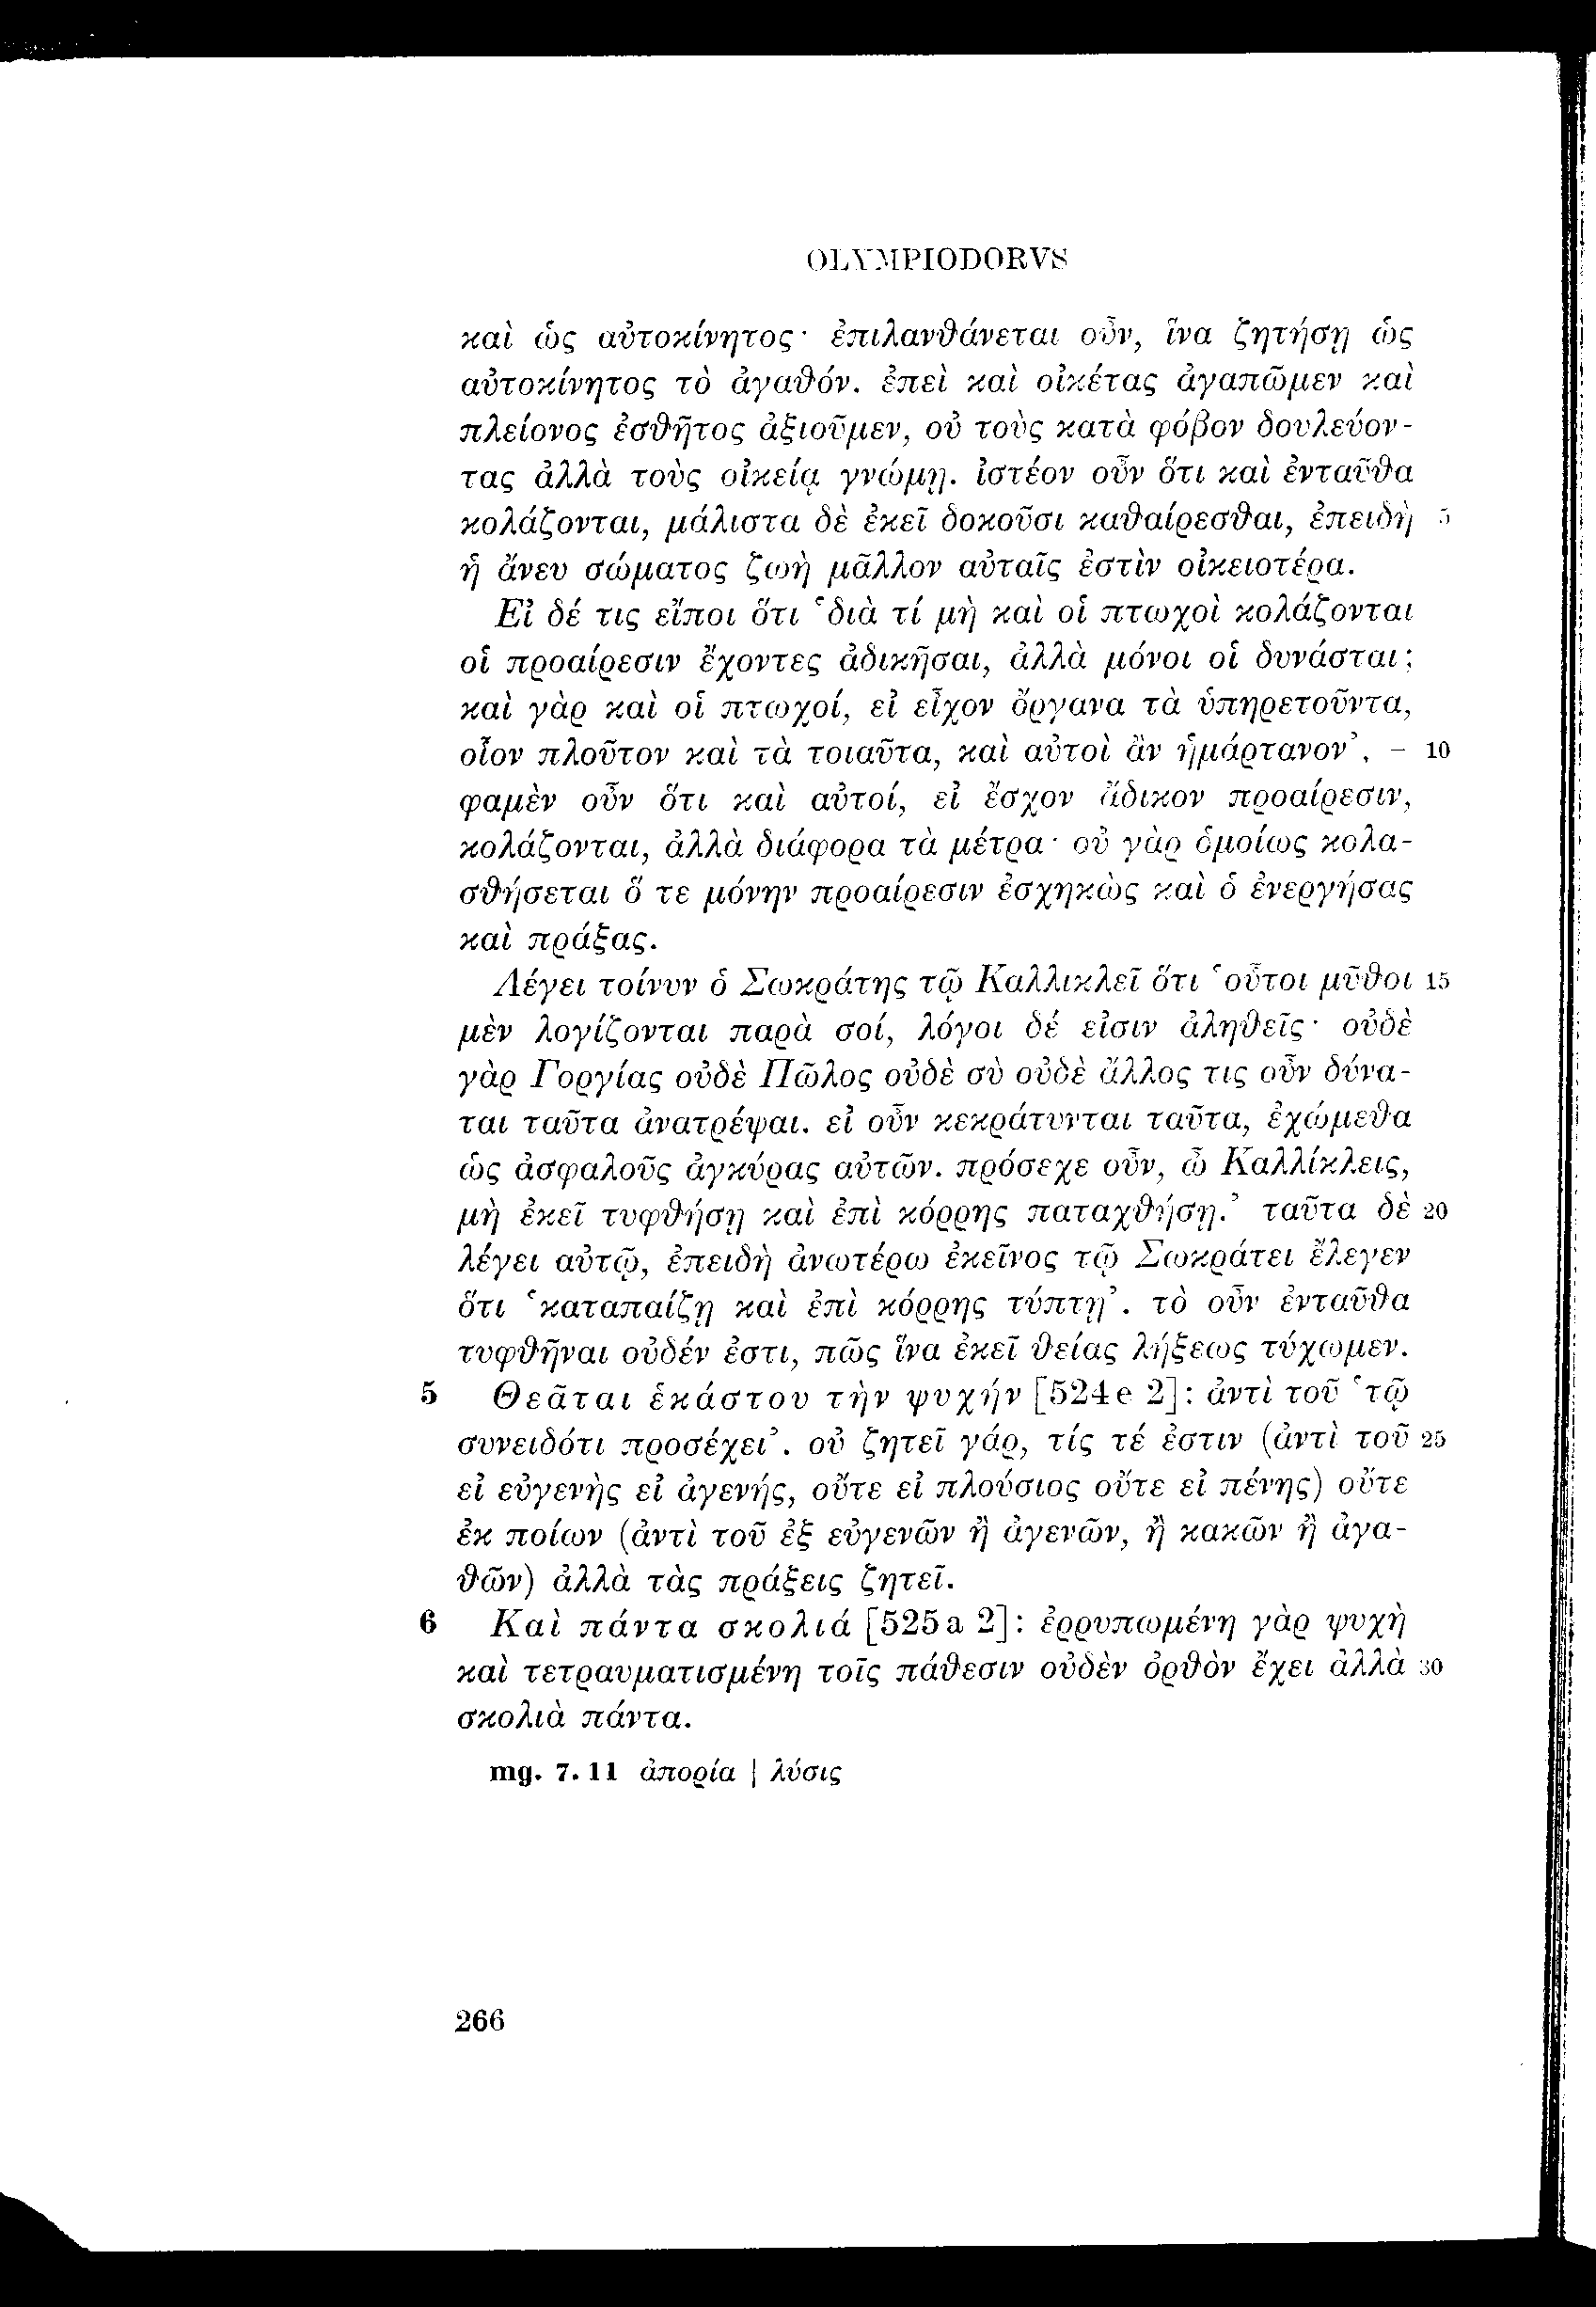 OLYMPIODORVS
καὶ ὡς αὐτοκίνητος· ἐπιλανθάνεται οὖν, ἵνα ζητήσῃ ὡς
αὐτοκίνητος τὸ ἀγαθόν. ἐπεὶ καὶ οἰκέτας ἀγαπῶμεν καὶ
πλείονος ἐσθῆτος ἀξιοῦμεν, οὐ τοὺς κατὰ φόβον δουλεύον-
τας ἀλλὰ τοὺς οἰκείᾳ γνώμῃ. ἰστέον οὖν ὅτι καὶ ἐνταῦθα
κολάζονται, μάλιστα δὲ ἐκεῖ δοκοῦσι καθαίρεσθαι, ἐπειδὴ 5
ἡ ἄνευ σώματος ζωὴ μᾶλλον αὐταῖς ἐστὶν οἰκειοτέρα.
Εἰ δέ τις εἴποι ὅτι ‘διὰ τί μὴ καὶ οἱ πτωχοὶ κολάζονται
οἱ προαίρεσιν ἔχοντες ἀδικῆσαι, ἀλλὰ μόνοι οἱ δυνάσται;
καὶ γὰρ καὶ οἱ πτωχοί, εἰ εἶχον ὄργανα τὰ ὑπηρετοῦντα,
οἷον πλοῦτον καὶ τὰ τοιαῦτα, καὶ αὐτοὶ ἂν ἡμάρτανον’, – 10
φαμὲν οὖν ὅτι καὶ αὐτοί, εἰ ἔσχον ἄδικον προαίρεσιν,
κολάζονται, ἀλλὰ διάφορα τὰ μέτρα· οὐ γὰρ ὁμοίως κολα-
σθήσεται ὅ τε μόνην προαίρεσιν ἐσχηκὼς καὶ ὁ ἐνεργήσας
καὶ πράξας.
Λέγει τοίνυν ὁ Σωκράτης τῷ Καλλικλεῖ ὅτι ‘οὗτοι μῦθοι 15
μὲν λογίζονται παρὰ σοί, λόγοι δέ εἰσιν ἀληθεῖς· οὐδὲ
γὰρ Γοργίας οὐδὲ Πῶλος οὐδὲ σὺ οὐδὲ ἄλλος τις οὖν δύνα-
ται ταῦτα ἀνατρέψαι. εἰ οὖν κεκράτυνται ταῦτα, ἐχώμεθα
ὡς ἀσφαλοῦς ἀγκύρας αὐτῶν. πρόσεχε οὖν, ὦ Καλλίκλεις,
μὴ ἐκεῖ τυφθήσῃ καὶ ἐπὶ κόρρης παταχθήσῃ.’ ταῦτα δὲ 20
λέγει αὐτῷ, ἐπειδὴ ἀνωτέρω ἐκεῖνος τῷ Σωκράτει ἔλεγεν
ὅτι ‘καταπαίζῃ καὶ ἐπὶ κόρρης τύπτῃ’. τὸ οὖν ἐνταῦθα
τυφθῆναι οὐδέν ἐστι, πῶς ἵνα ἐκεῖ θείας λήξεως τύχωμεν.
5 Θεᾶται ἑκάστου τὴν ψυχήν [524e 2]: ἀντὶ τοῦ ‘τῷ
συνειδότι προσέχει’. οὐ ζητεῖ γάρ, τίς τέ ἐστιν (ἀντὶ τοῦ 25
εἰ εὐγενὴς εἰ ἀγενής, οὔτε εἰ πλούσιος οὔτε εἰ πένης) οὔτε
ἐκ ποίων (ἀντὶ τοῦ ἐξ εὐγενῶν ἢ ἀγενῶν, ἢ κακῶν ἢ ἀγα-
θῶν) ἀλλὰ τὰς πράξεις ζητεῖ.
6 Καὶ πάντα σκολιά [525a 2]: ἐρρυπωμένη γὰρ ψυχὴ
καὶ τετραυματισμένη τοῖς πάθεσιν οὐδὲν ὀρθὸν ἔχει ἀλλὰ 30
σκολιὰ πάντα.
mg. 7. 11 ἀπορία | λύσις
266